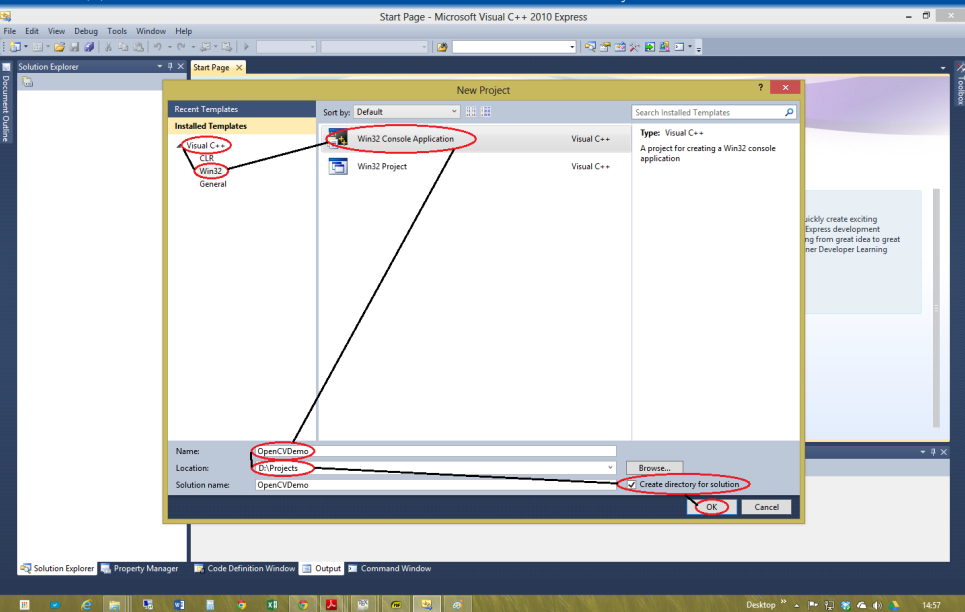 Start Page - Microsoft Visual C++ 2010 Express
File Edit View Debug Tools Window Help
Solution Explorer
Start Page
Document Outline
Toolbox
New Project
Recent Templates
Installed Templates
Visual C++
CLR
Win32
General
Sort by: Default
Search Installed Templates
Win32 Console Application Visual C++
Win32 Project Visual C++
Type: Visual C++
A project for creating a Win32 console
application
uickly create exciting
Express development
ng from great idea to great
ner Developer Learning
Name: OpenCVDemo
Location: D:\Projects
Browse...
Solution name: OpenCVDemo
Create directory for solution
OK Cancel
Solution Explorer Property Manager Code Definition Window Output Command Window
Desktop 14:57